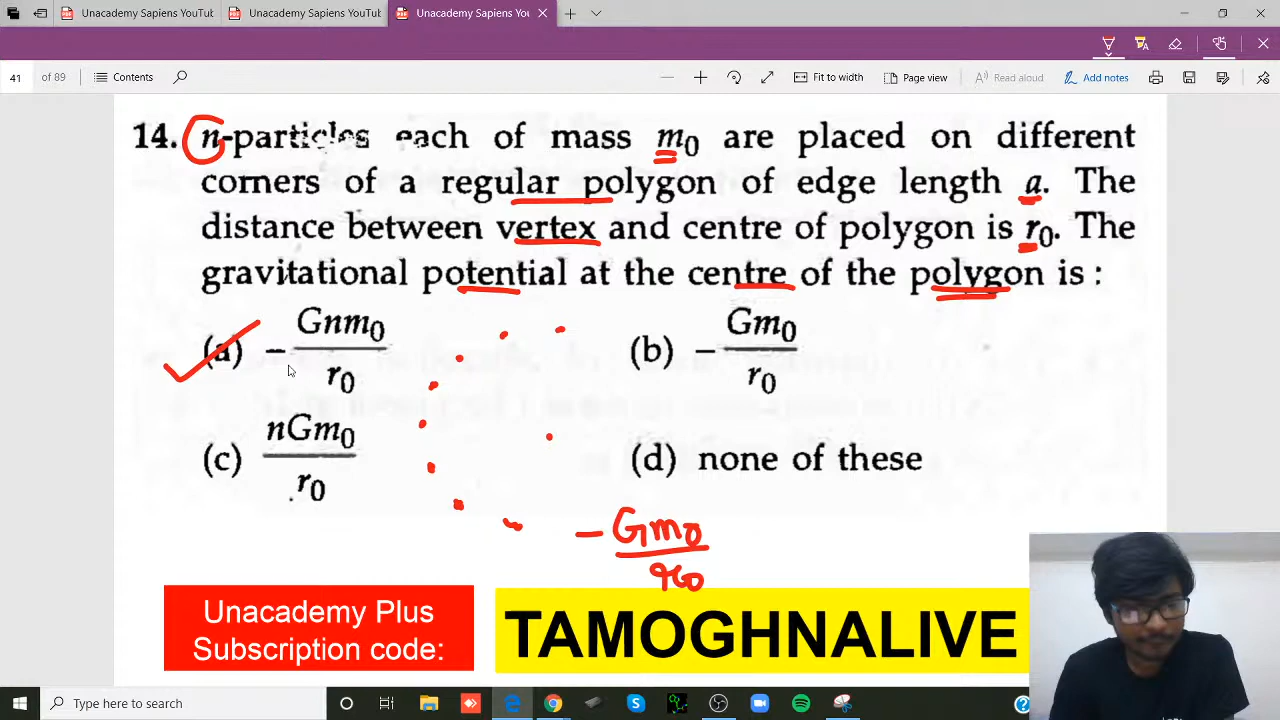 Unacademy Sapiens YouTub
Unacademy Sapiens YouTub
Unacademy Sapiens YouTu
41 of 89
Contents
Fit to width
Page view
Read aloud
Add notes
14. n-particles each of mass m₀ are placed on different
corners of a regular polygon of edge length a. The
distance between vertex and centre of polygon is r₀. The
gravitational potential at the centre of the polygon is :
(a) − Gnm₀ / r₀
(b) − Gm₀ / r₀
(c) nGm₀ / r₀
(d) none of these
− Gm₀ / r₀
Unacademy Plus
Subscription code:
TAMOGHNALIVE
Type here to search